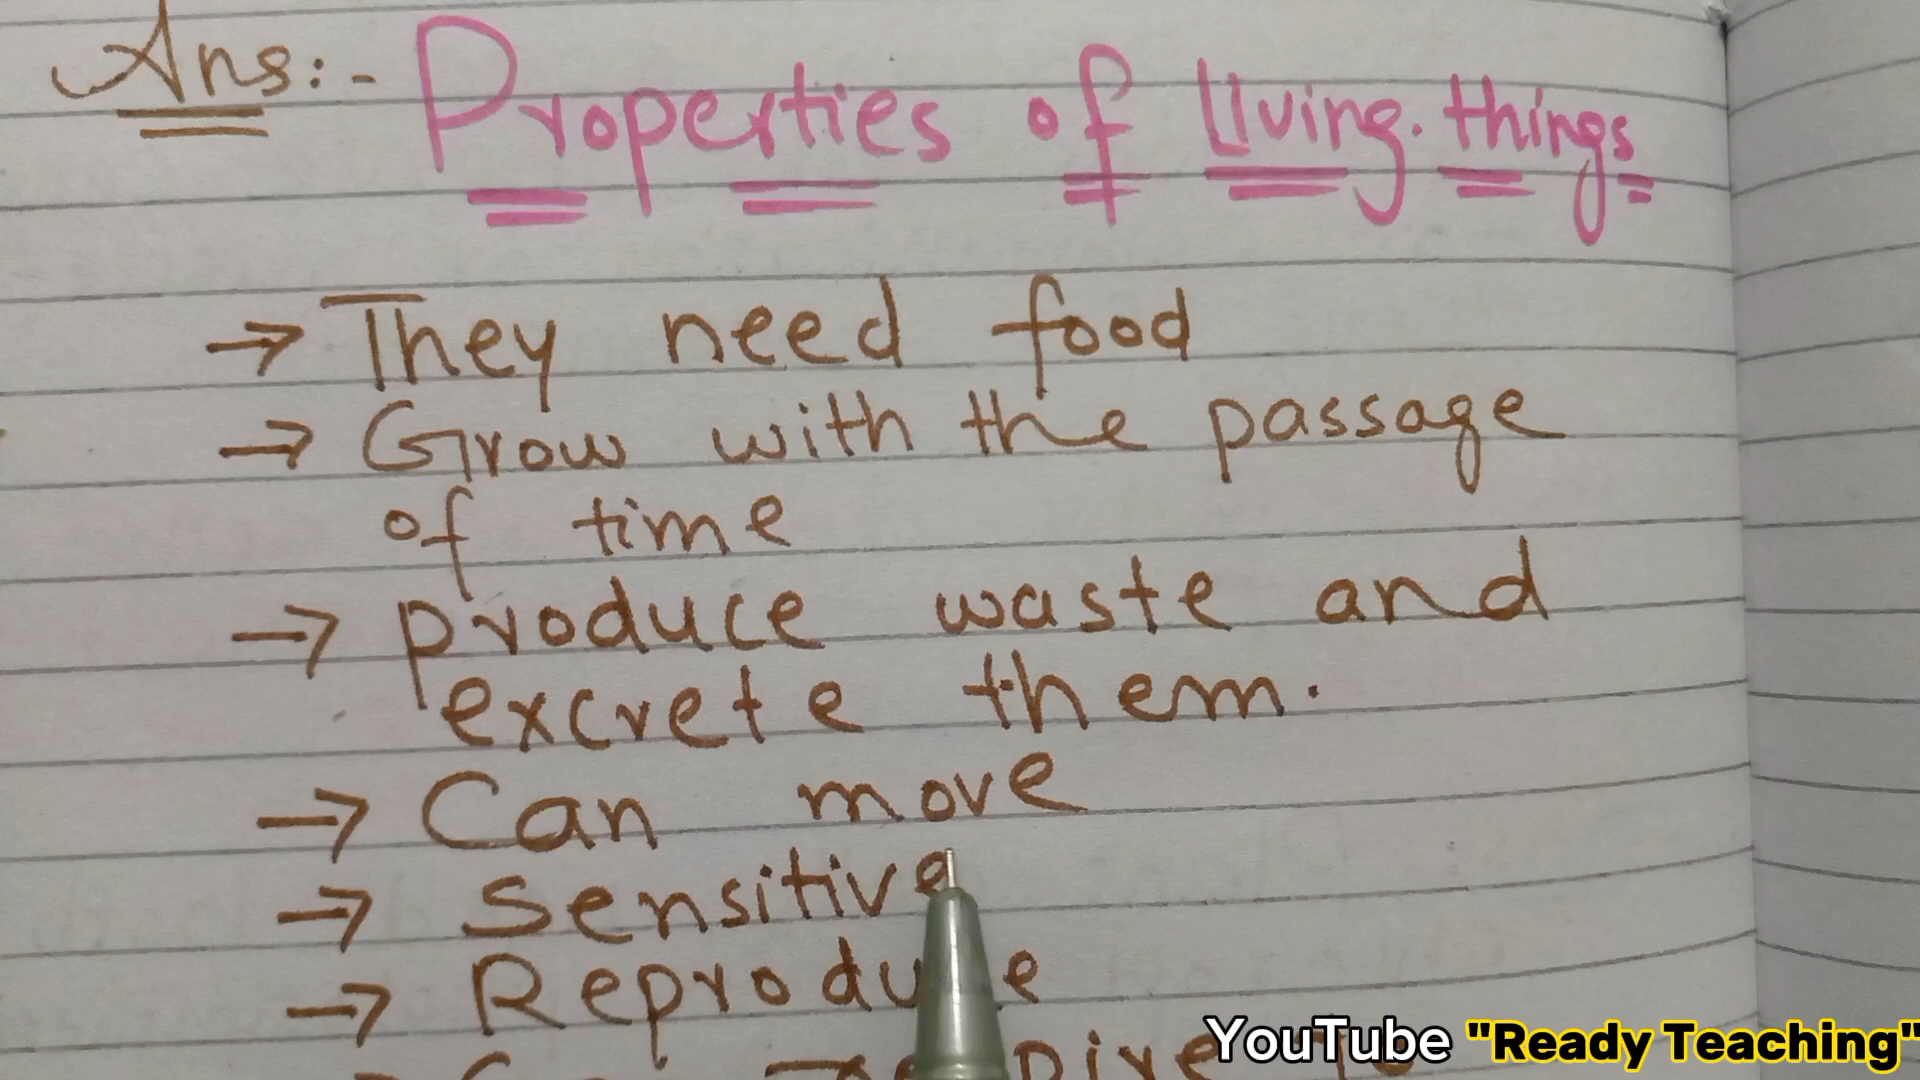 Ans:-
Properties of living things
→ They need food
→ Grow with the passage
of time
→ produce waste and
excrete them.
→ Can move
→ Sensitive
→ Reproduce
YouTube "Ready Teaching"